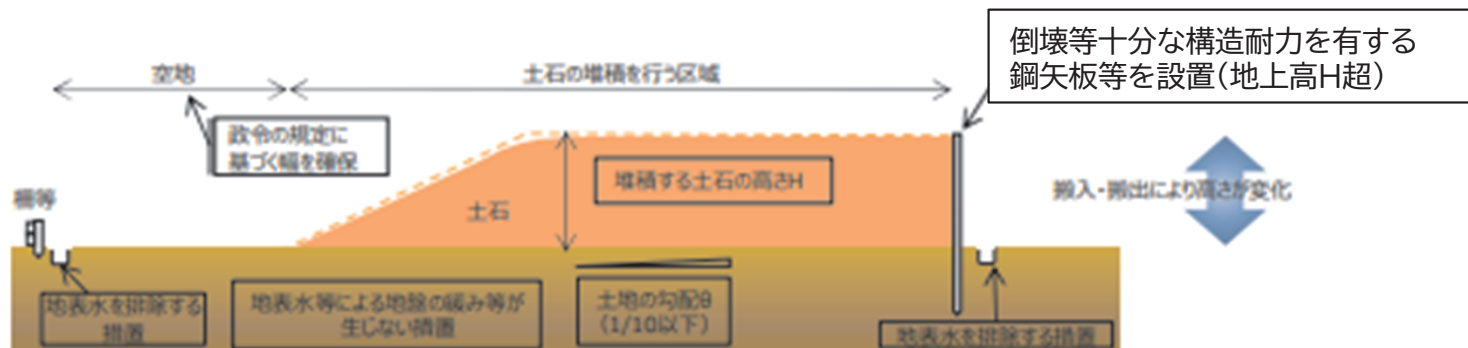 倒壊等十分な構造耐力を有する
鋼矢板等を設置(地上高H超)
空地
土石の堆積を行う区域
政令の規定に
基づく幅を確保
堆積する土石の高さH
搬入・搬出により高さが変化
柵等
土石
地表水を排除する
措置
地表水等による地盤の緩み等が
生じない措置
土地の勾配θ
(1/10以下)
地表水を排除する措置